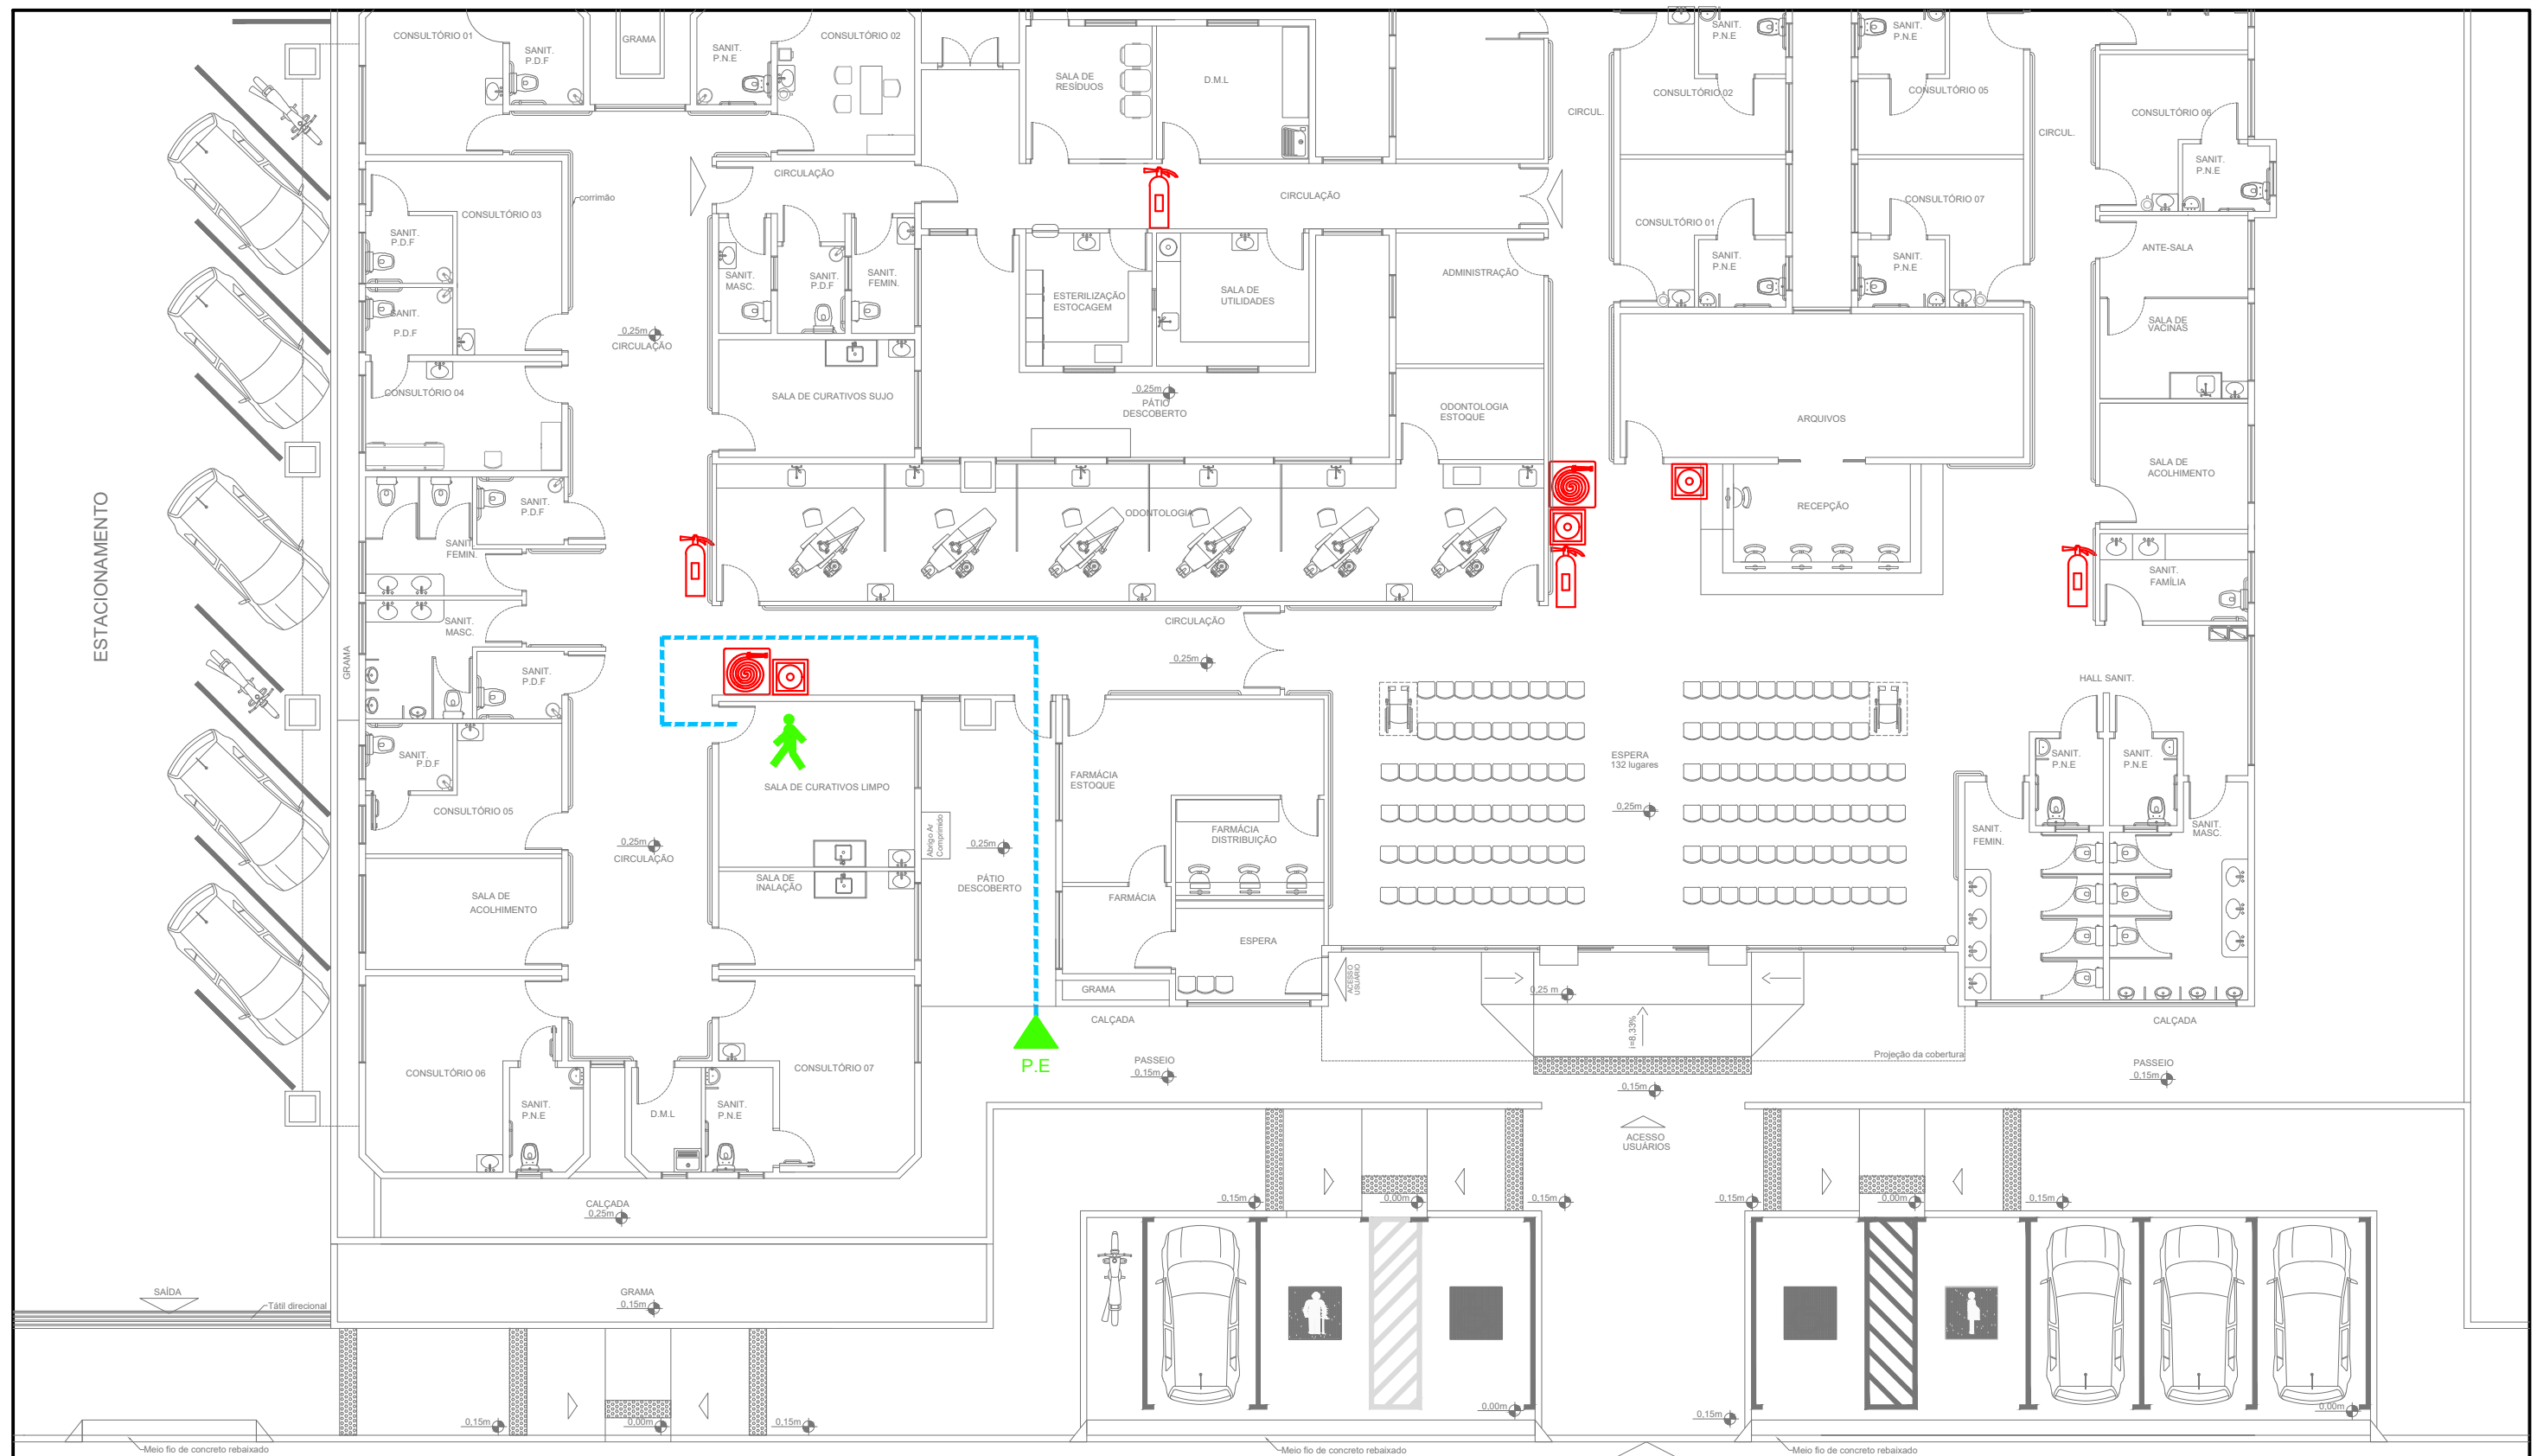 CONSULTÓRIO 01
SANIT.
P.D.F
GRAMA
SANIT.
P.N.E
CONSULTÓRIO 02
SALA DE
RESÍDUOS
D.M.L
CIRCUL.
SANIT.
P.N.E
CONSULTÓRIO 02
SANIT.
P.N.E
CONSULTÓRIO 05
CIRCUL.
CONSULTÓRIO 06
SANIT.
P.N.E
CIRCULAÇÃO
CIRCULAÇÃO
corrimão
CONSULTÓRIO 03
SANIT.
P.D.F
SANIT.
P.D.F
CONSULTÓRIO 04
0,25m
CIRCULAÇÃO
SANIT.
MASC.
SANIT.
P.D.F
SANIT.
FEMIN.
ESTERILIZAÇÃO
ESTOCAGEM
SALA DE
UTILIDADES
ADMINISTRAÇÃO
CONSULTÓRIO 01
SANIT.
P.N.E
CONSULTÓRIO 07
SANIT.
P.N.E
ANTE-SALA
SALA DE
VACINAS
SALA DE CURATIVOS SUJO
0,25m
PÁTIO
DESCOBERTO
ODONTOLOGIA
ESTOQUE
ARQUIVOS
SALA DE
ACOLHIMENTO
RECEPÇÃO
ODONTOLOGIA
ESTACIONAMENTO
SANIT.
P.D.F
SANIT.
FEMIN.
SANIT.
MASC.
SANIT.
P.D.F
GRAMA
SANIT.
FAMÍLIA
CIRCULAÇÃO
0,25m
HALL SANIT.
SANIT.
P.D.F
CONSULTÓRIO 05
SALA DE CURATIVOS LIMPO
FARMÁCIA
ESTOQUE
ESPERA
132 lugares
0,25m
SANIT.
P.N.E
SANIT.
P.N.E
SANIT.
FEMIN.
SANIT.
MASC.
0,25m
CIRCULAÇÃO
Abrigo Ar
Comprimido
0,25m
PÁTIO
DESCOBERTO
FARMÁCIA
DISTRIBUIÇÃO
SALA DE
INALAÇÃO
SALA DE
ACOLHIMENTO
FARMÁCIA
ESPERA
GRAMA
ACESSO
USUÁRIO
0,25 m
i=8,33%
CALÇADA
CALÇADA
P.E
PASSEIO
0,15m
Projeção da cobertura
PASSEIO
0,15m
CONSULTÓRIO 06
SANIT.
P.N.E
D.M.L
SANIT.
P.N.E
CONSULTÓRIO 07
0,15m
ACESSO
USUÁRIOS
CALÇADA
0,25m
0,15m
0,00m
0,15m
0,15m
0,00m
0,15m
SAÍDA
Tátil direcional
GRAMA
0,15m
0,15m
0,00m
0,15m
0,00m
0,15m
0,00m
Meio fio de concreto rebaixado
Meio fio de concreto rebaixado
Meio fio de concreto rebaixado